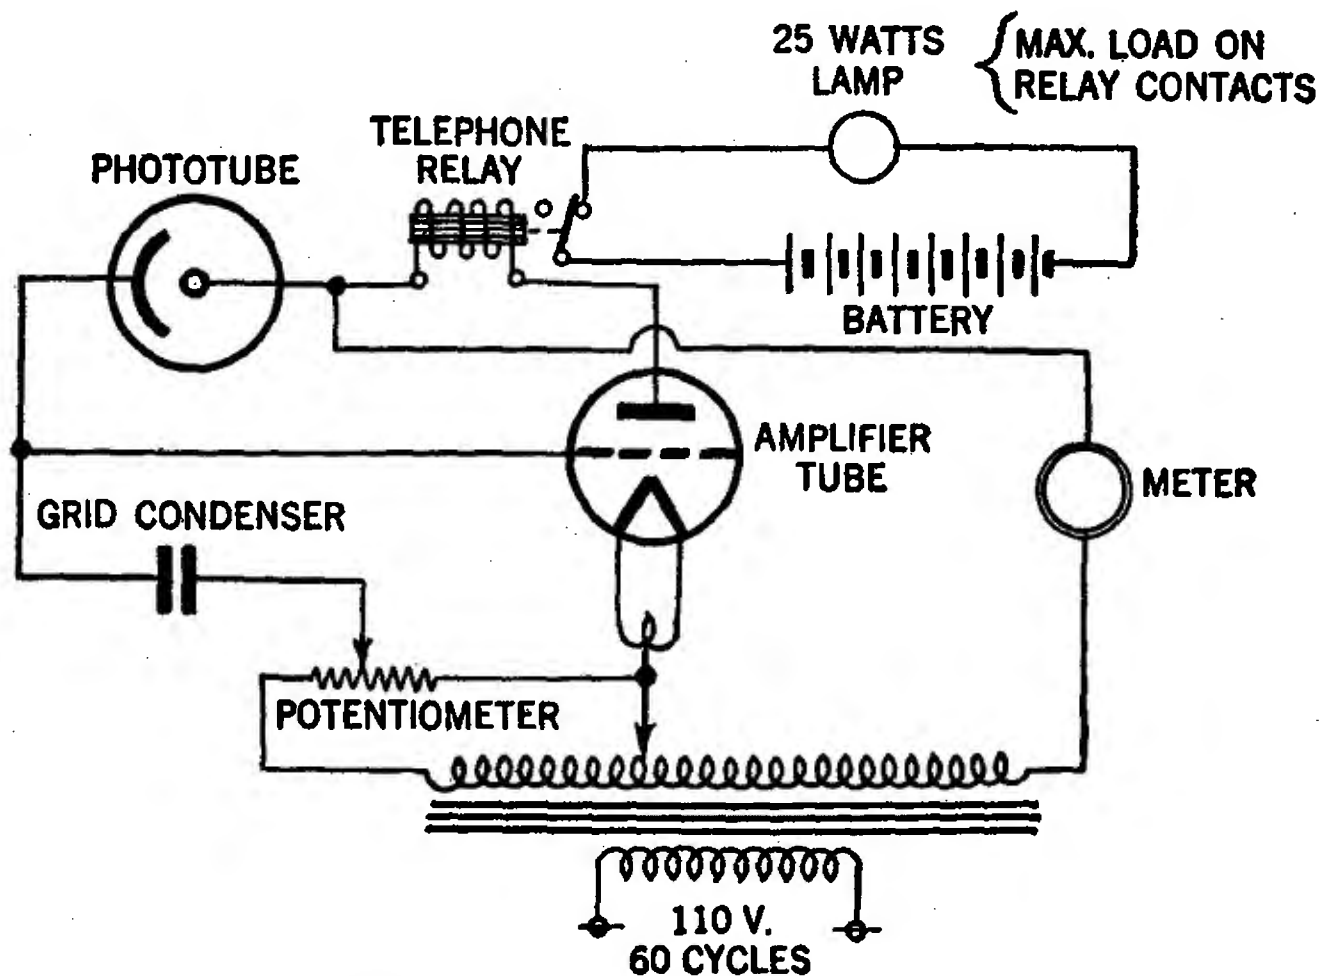 25 WATTS
LAMP
MAX. LOAD ON
RELAY CONTACTS
TELEPHONE
RELAY
PHOTOTUBE
BATTERY
AMPLIFIER
TUBE
METER
GRID CONDENSER
POTENTIOMETER
110 V.
60 CYCLES